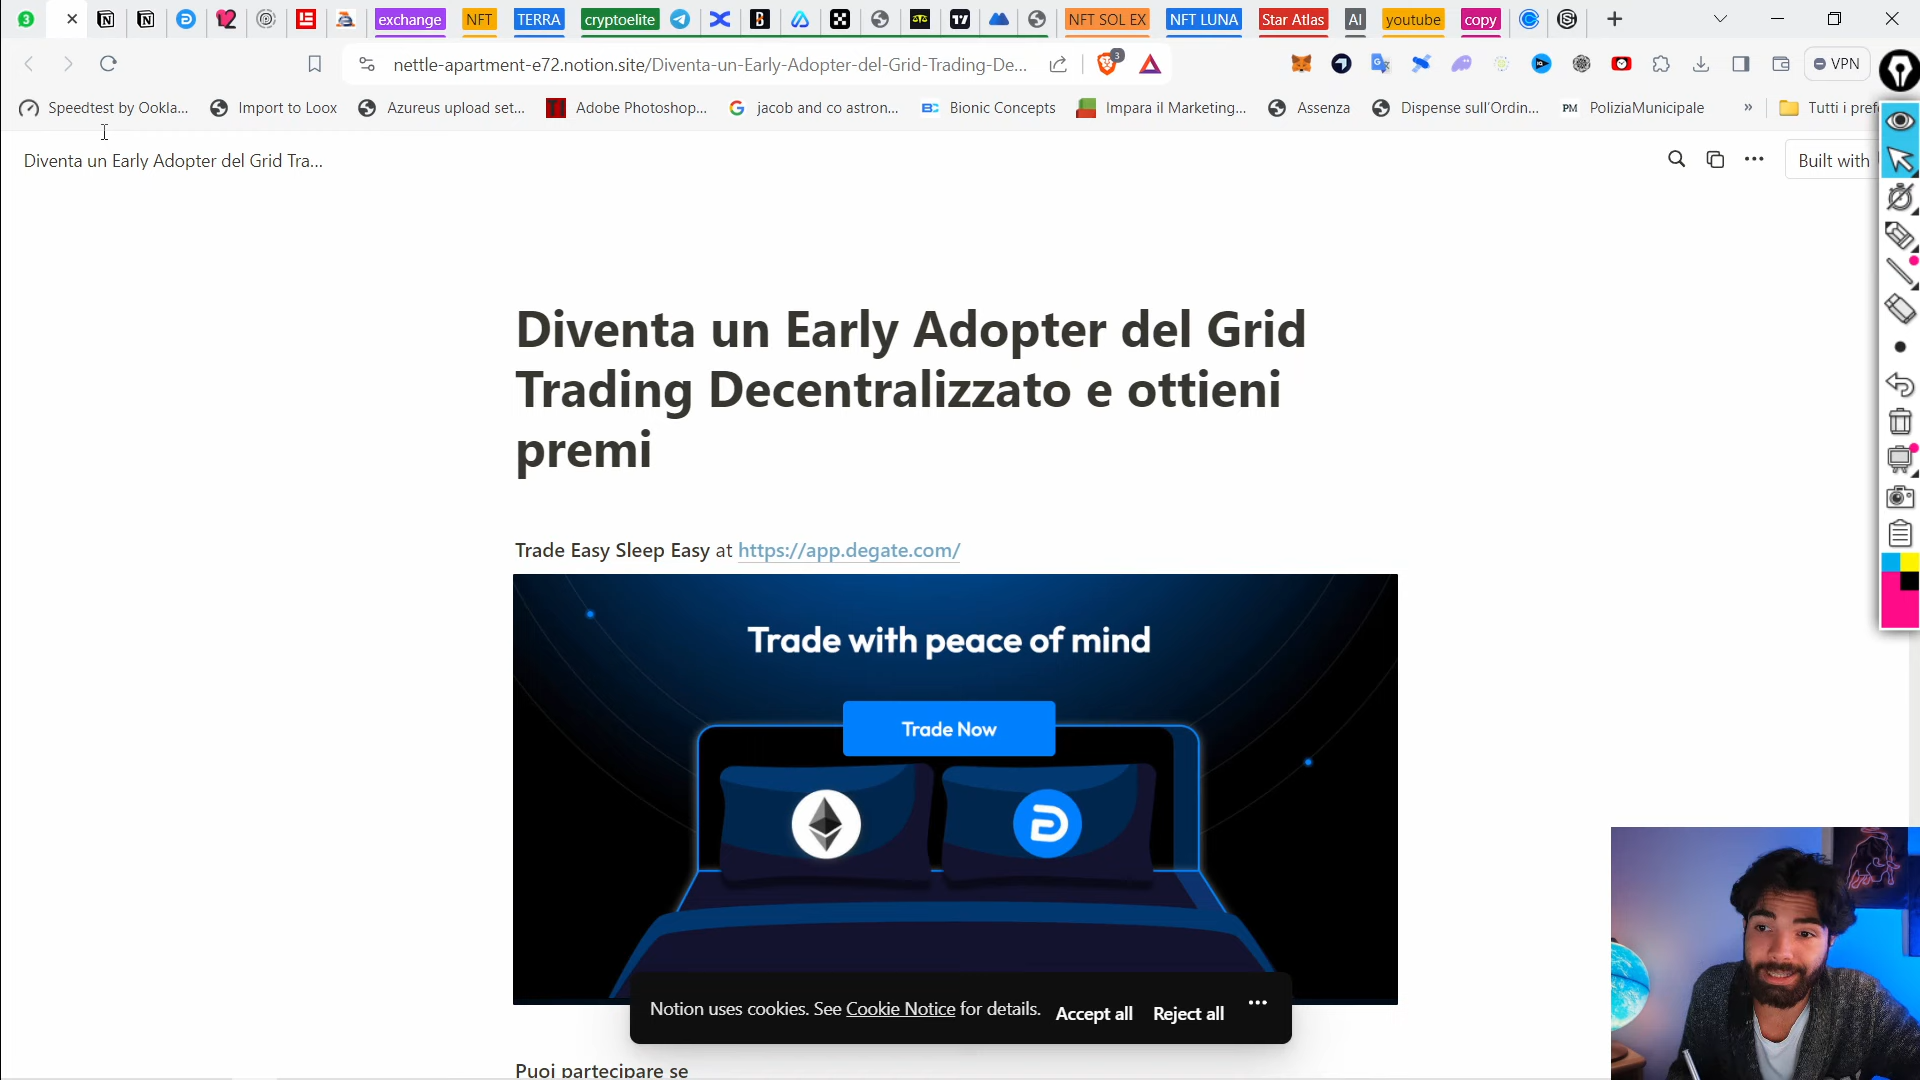 3
exchange
NFT
TERRA
cryptoelite
NFT SOL EX
NFT LUNA
Star Atlas
AI
youtube
copy
nettle-apartment-e72.notion.site/Diventa-un-Early-Adopter-del-Grid-Trading-De...
3
VPN
Speedtest by Ookla...
Import to Loox
Azureus upload set...
Adobe Photoshop...
jacob and co astron...
Bionic Concepts
Impara il Marketing...
Assenza
Dispense sull'Ordin...
PM
PoliziaMunicipale
»
Tutti i pref
Diventa un Early Adopter del Grid Tra...
Built with
Diventa un Early Adopter del Grid
Trading Decentralizzato e ottieni
premi
Trade Easy Sleep Easy at https://app.degate.com/
Trade with peace of mind
Trade Now
Notion uses cookies. See Cookie Notice for details.
Accept all
Reject all
Puoi partecipare se